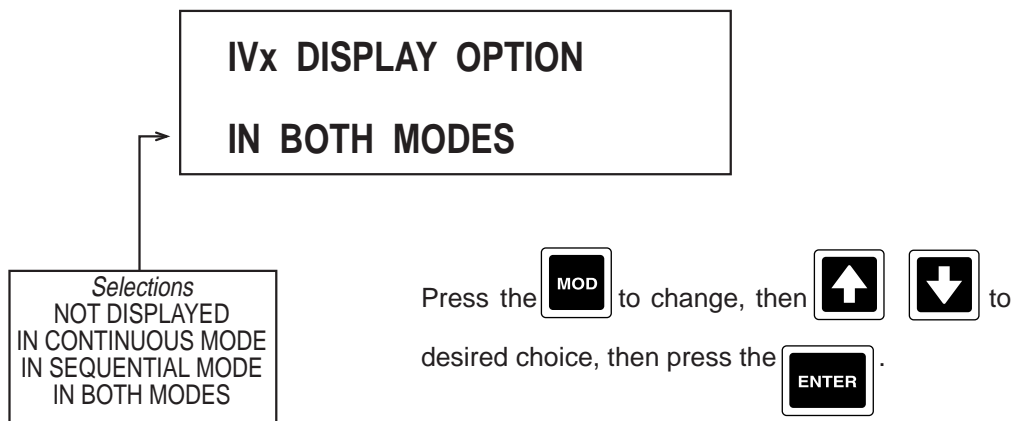 IVx DISPLAY OPTION
IN BOTH MODES
Selections
NOT DISPLAYED
IN CONTINUOUS MODE
IN SEQUENTIAL MODE
IN BOTH MODES
Press the MOD to change, then to
desired choice, then press the ENTER .